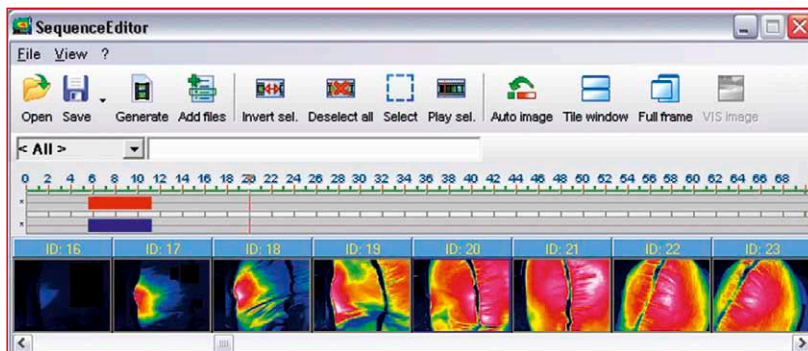 SequenceEditor
File View ?
Open Save Generate Add files Invert sel. Deselect all Select Play sel. Auto image Tile window Full frame VIS image
< All >
0 2 4 6 8 10 12 14 16 18 20 22 24 26 28 30 32 34 36 38 40 42 44 46 48 50 52 54 56 58 60 62 64 66 68
ID: 16 ID: 17 ID: 18 ID: 19 ID: 20 ID: 21 ID: 22 ID: 23